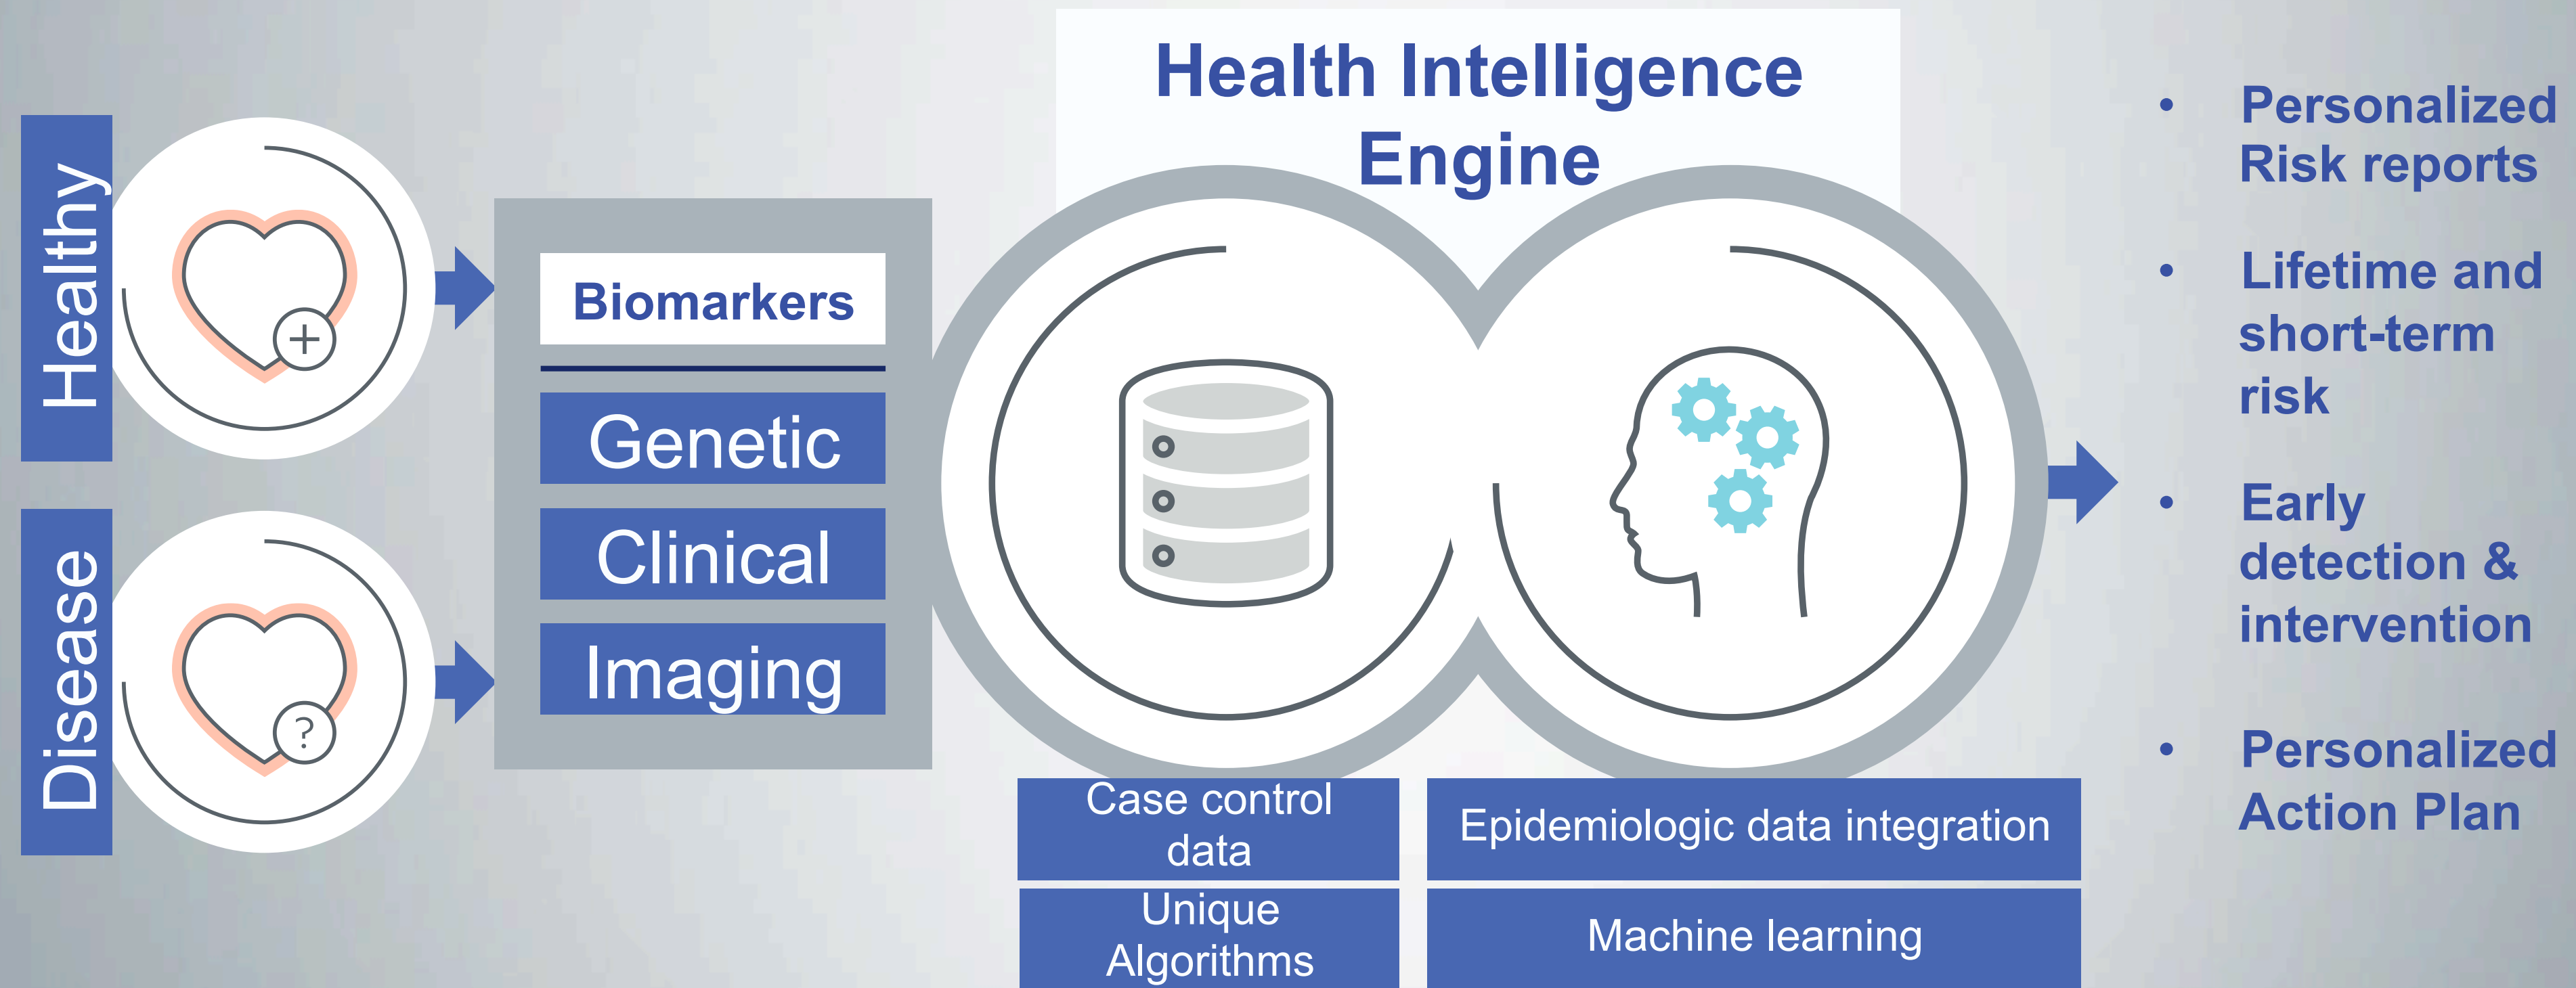 Health Intelligence
Engine
Healthy
Disease
Biomarkers
Genetic
Clinical
Imaging
+
?
Case control
data
Unique
Algorithms
Epidemiologic data integration
Machine learning
• Personalized
Risk reports
• Lifetime and
short-term
risk
• Early
detection &
intervention
• Personalized
Action Plan